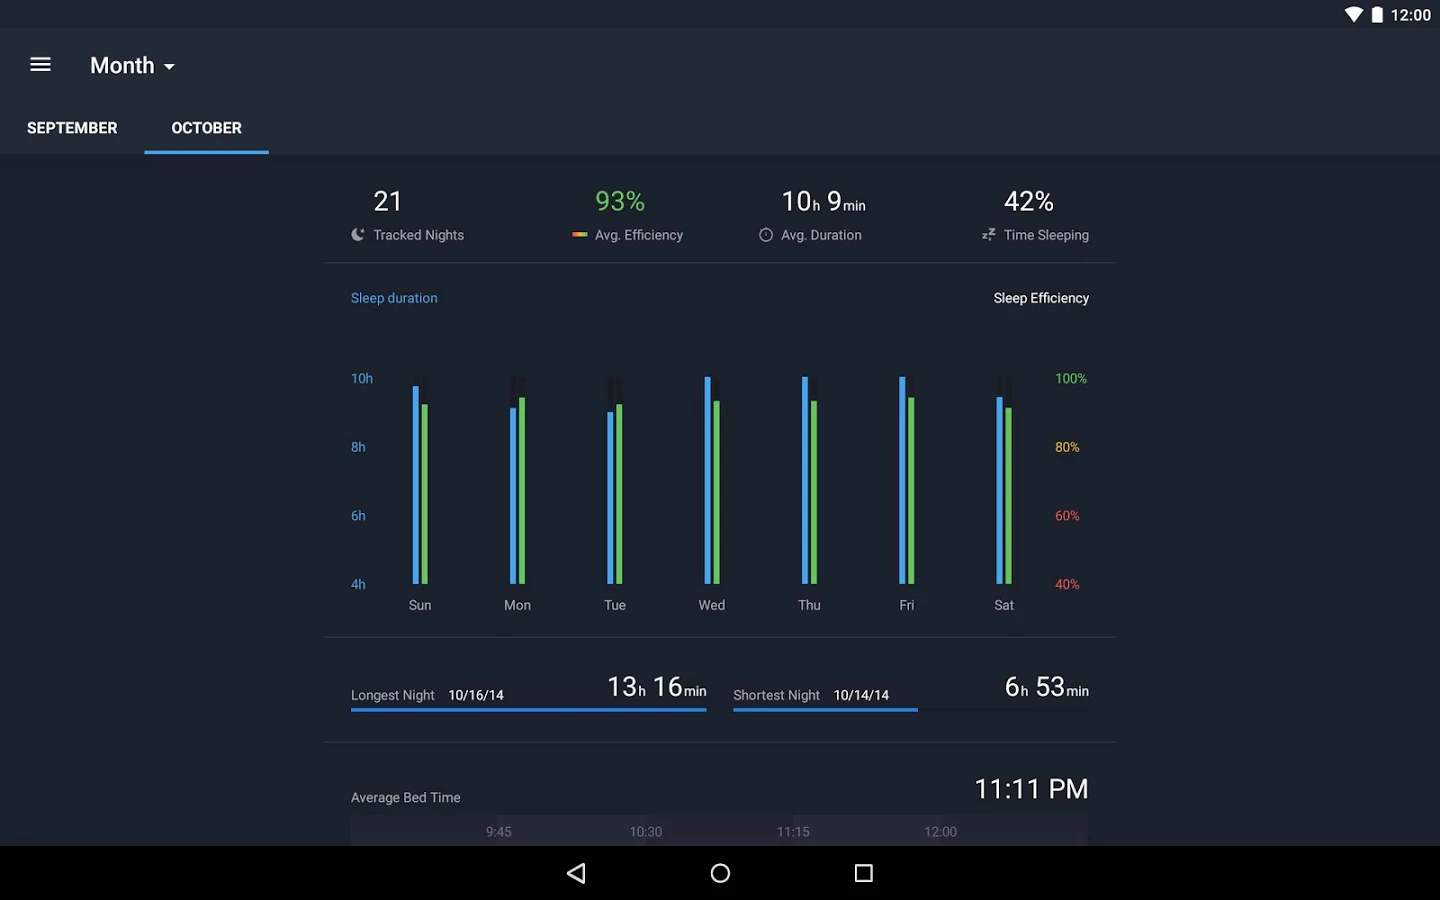 12:00
Month
SEPTEMBER OCTOBER
21 93% 10h 9min 42%
Tracked Nights Avg. Efficiency Avg. Duration Time Sleeping
Sleep duration Sleep Efficiency
10h 100%
8h 80%
6h 60%
4h 40%
Sun Mon Tue Wed Thu Fri Sat
Longest Night 10/16/14 13h 16min Shortest Night 10/14/14 6h 53min
Average Bed Time 11:11 PM
9:45 10:30 11:15 12:00